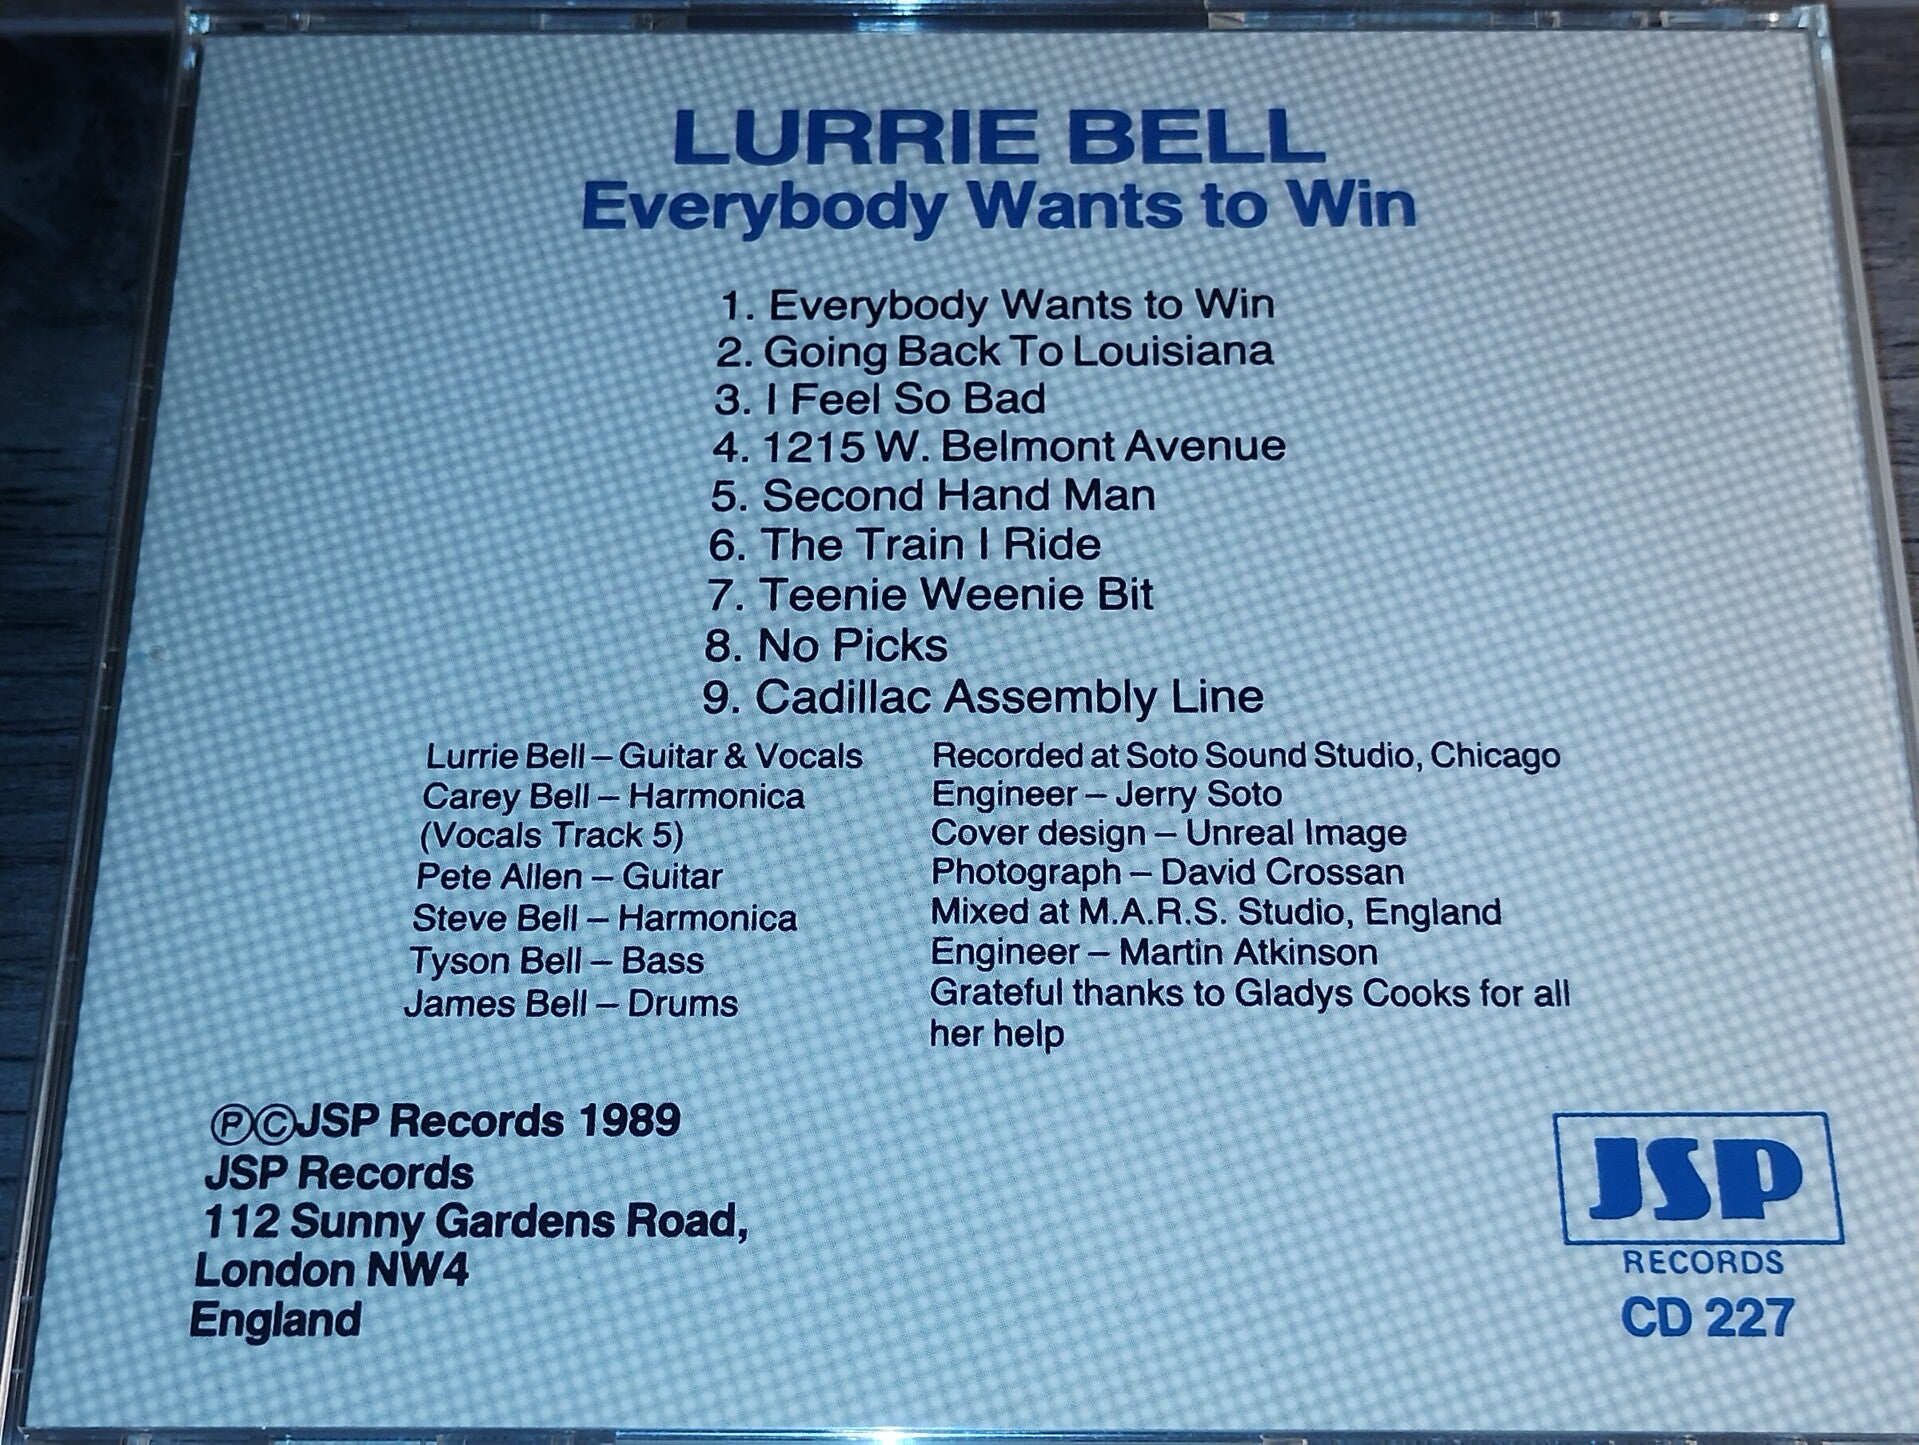 LURRIE BELL
Everybody Wants to Win
1. Everybody Wants to Win
2. Going Back To Louisiana
3. I Feel So Bad
4. 1215 W. Belmont Avenue
5. Second Hand Man
6. The Train I Ride
7. Teenie Weenie Bit
8. No Picks
9. Cadillac Assembly Line
Lurrie Bell – Guitar & Vocals
Carey Bell – Harmonica
(Vocals Track 5)
Pete Allen – Guitar
Steve Bell – Harmonica
Tyson Bell – Bass
James Bell – Drums
Recorded at Soto Sound Studio, Chicago
Engineer – Jerry Soto
Cover design – Unreal Image
Photograph – David Crossan
Mixed at M.A.R.S. Studio, England
Engineer – Martin Atkinson
Grateful thanks to Gladys Cooks for all
her help
ⓅⒸJSP Records 1989
JSP Records
112 Sunny Gardens Road,
London NW4
England
JSP
RECORDS
CD 227